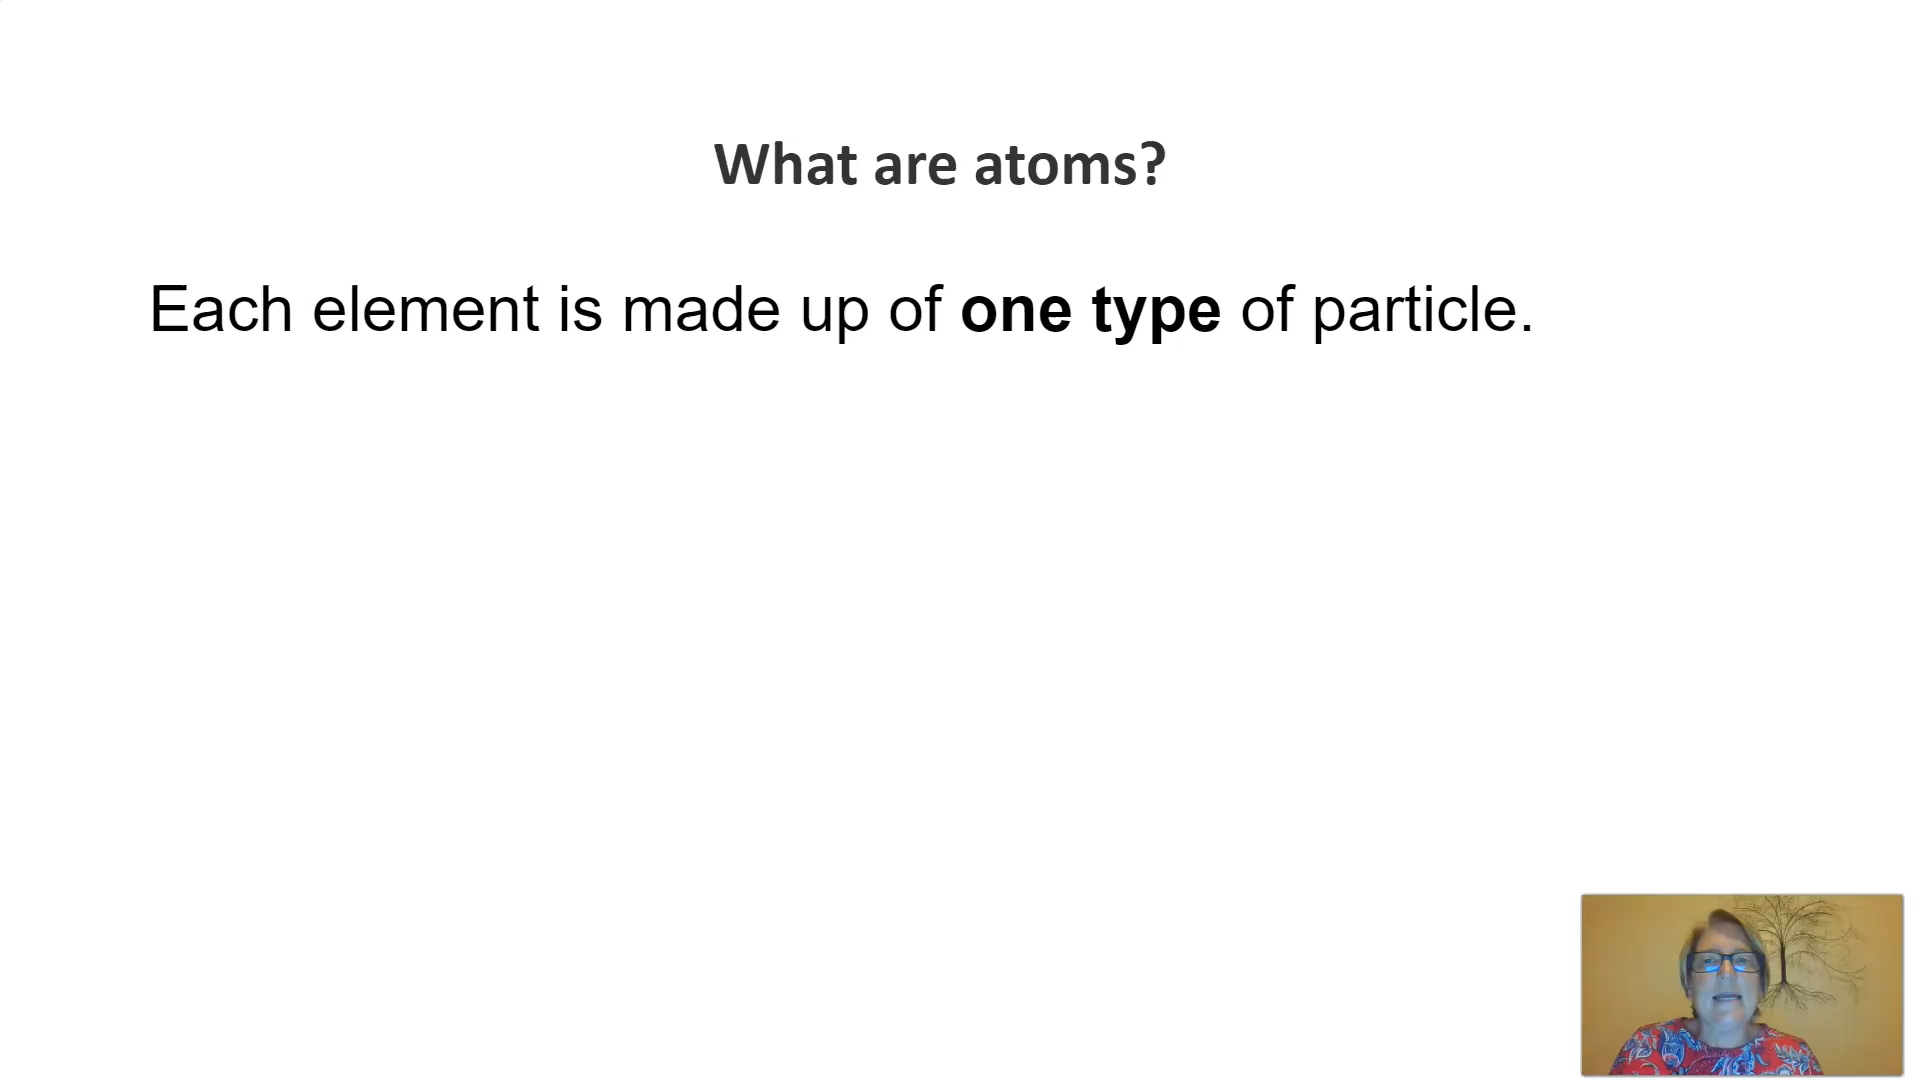 What are atoms?
Each element is made up of one type of particle.